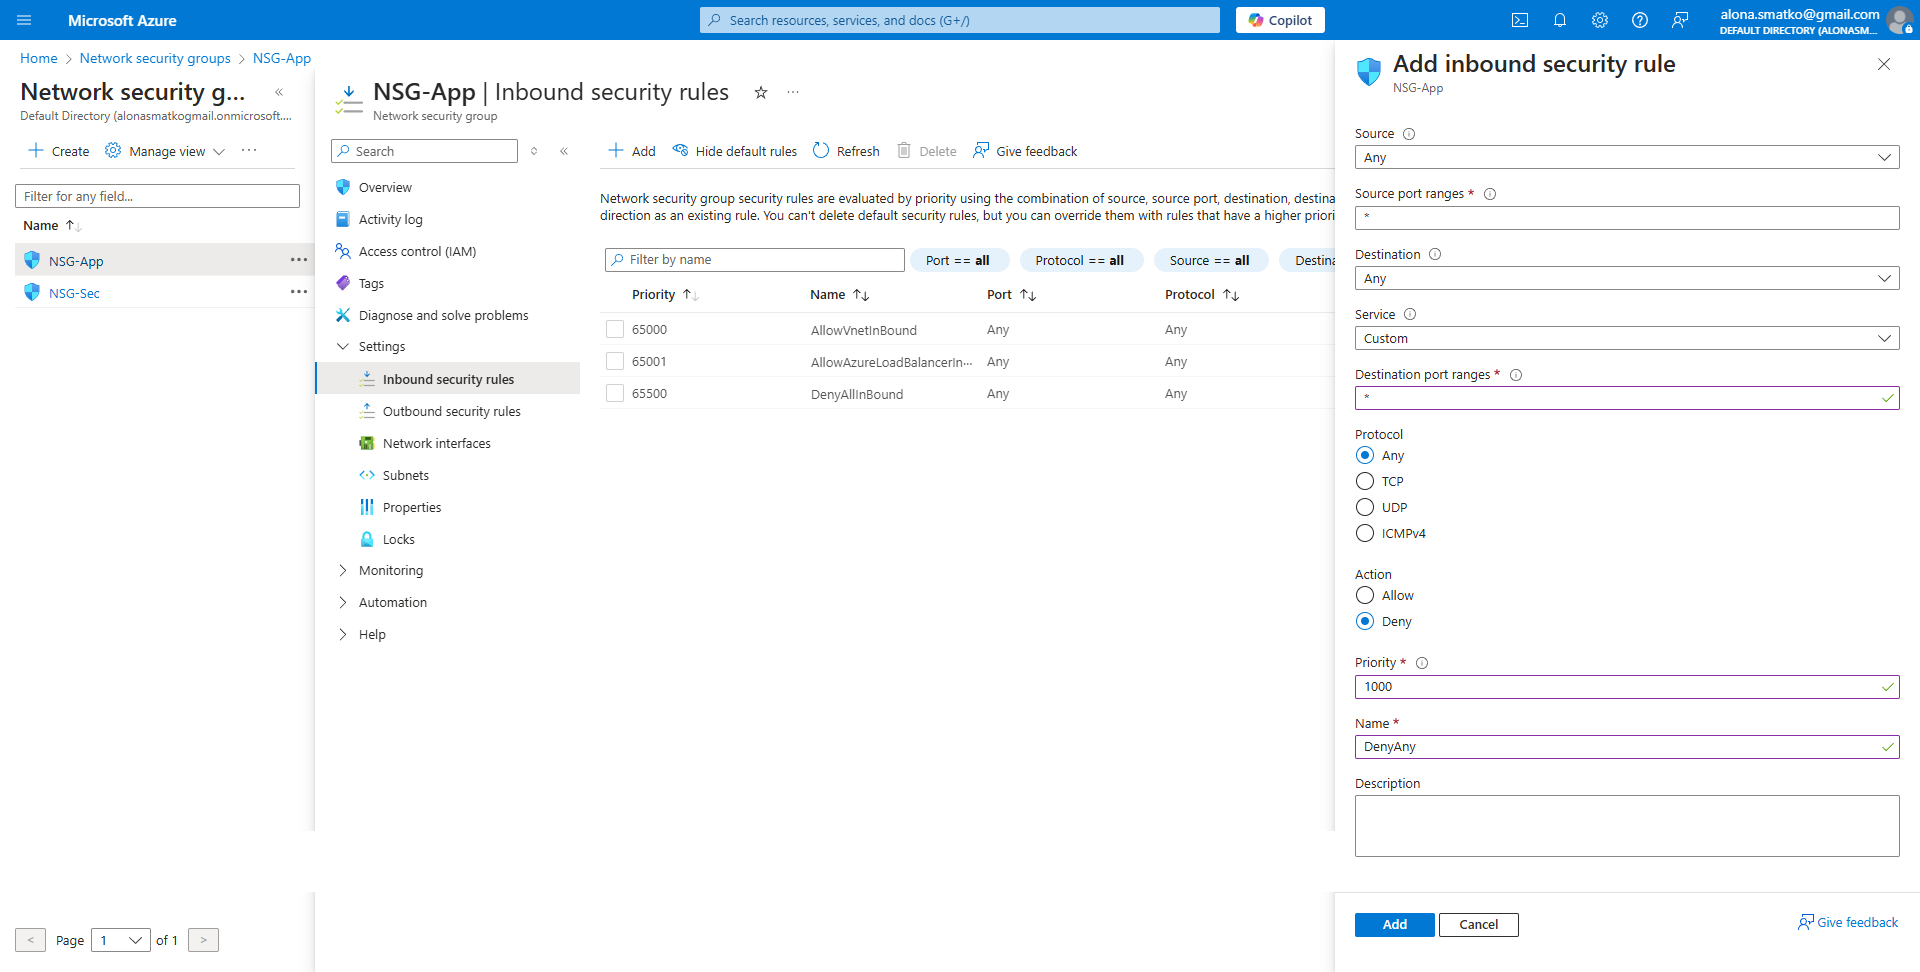 Microsoft Azure
Search resources, services, and docs (G+/)
Copilot
alona.smatko@gmail.com
DEFAULT DIRECTORY (ALONASM...
Home > Network security groups > NSG-App
Network security g...
Default Directory (alonasmatkogmail.onmicrosoft....
Create
Manage view
Filter for any field...
Name
NSG-App
NSG-Sec
< Page 1 of 1 >
NSG-App | Inbound security rules
Network security group
Search
Overview
Activity log
Access control (IAM)
Tags
Diagnose and solve problems
Settings
Inbound security rules
Outbound security rules
Network interfaces
Subnets
Properties
Locks
Monitoring
Automation
Help
Add
Hide default rules
Refresh
Delete
Give feedback
Network security group security rules are evaluated by priority using the combination of source, source port, destination, destina
direction as an existing rule. You can't delete default security rules, but you can override them with rules that have a higher priori
Filter by name
Port == all
Protocol == all
Source == all
Destina
Priority Name Port Protocol
65000 AllowVnetInBound Any Any
65001 AllowAzureLoadBalancerIn... Any Any
65500 DenyAllInBound Any Any
Add inbound security rule
NSG-App
Source
Any
Source port ranges *
*
Destination
Any
Service
Custom
Destination port ranges *
*
Protocol
Any
TCP
UDP
ICMPv4
Action
Allow
Deny
Priority *
1000
Name *
DenyAny
Description
Add
Cancel
Give feedback